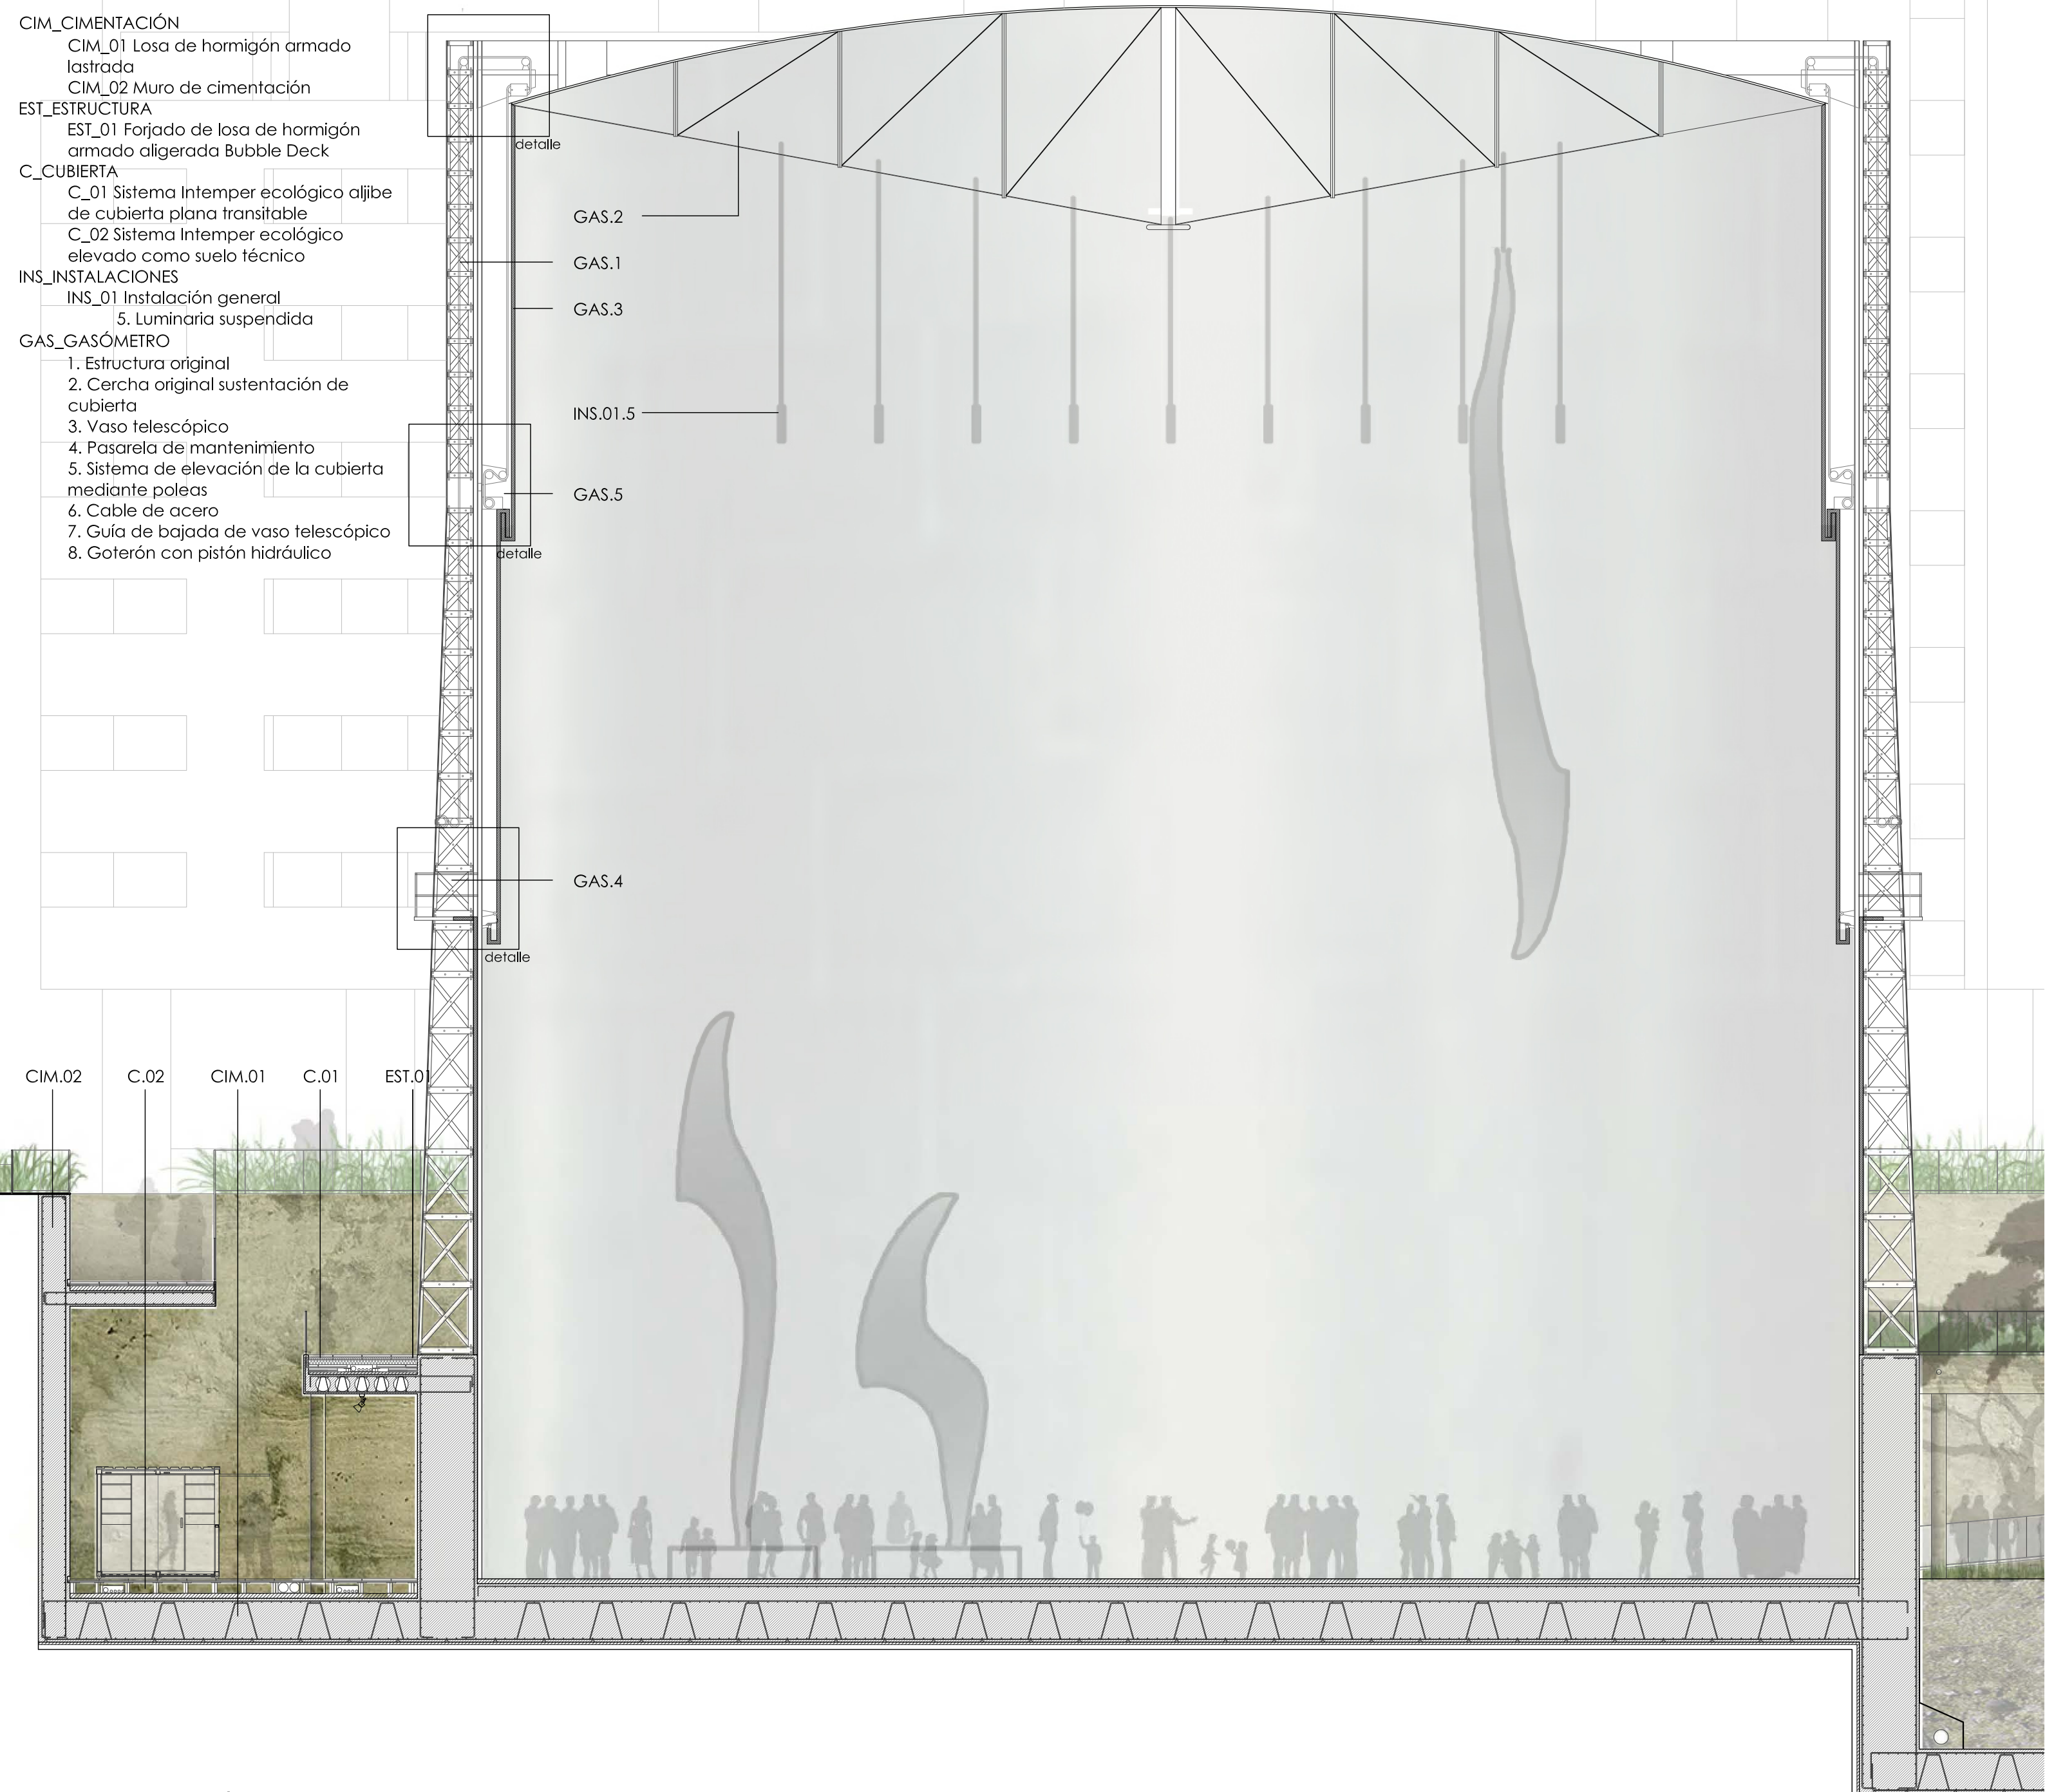 CIM_CIMENTACIÓN
CIM_01 Losa de hormigón armado
lastrada
CIM_02 Muro de cimentación
EST_ESTRUCTURA
EST_01 Forjado de losa de hormigón
armado aligerada Bubble Deck
C_CUBIERTA
C_01 Sistema Intemper ecológico aljibe
de cubierta plana transitable
C_02 Sistema Intemper ecológico
elevado como suelo técnico
INS_INSTALACIONES
INS_01 Instalación general
5. Luminaria suspendida
GAS_GASÓMETRO
1. Estructura original
2. Cercha original sustentación de
cubierta
3. Vaso telescópico
4. Pasarela de mantenimiento
5. Sistema de elevación de la cubierta
mediante poleas
6. Cable de acero
7. Guía de bajada de vaso telescópico
8. Goterón con pistón hidráulico
detalle
GAS.2
GAS.1
GAS.3
INS.01.5
GAS.5
detalle
GAS.4
detalle
CIM.02
C.02
CIM.01
C.01
EST.01